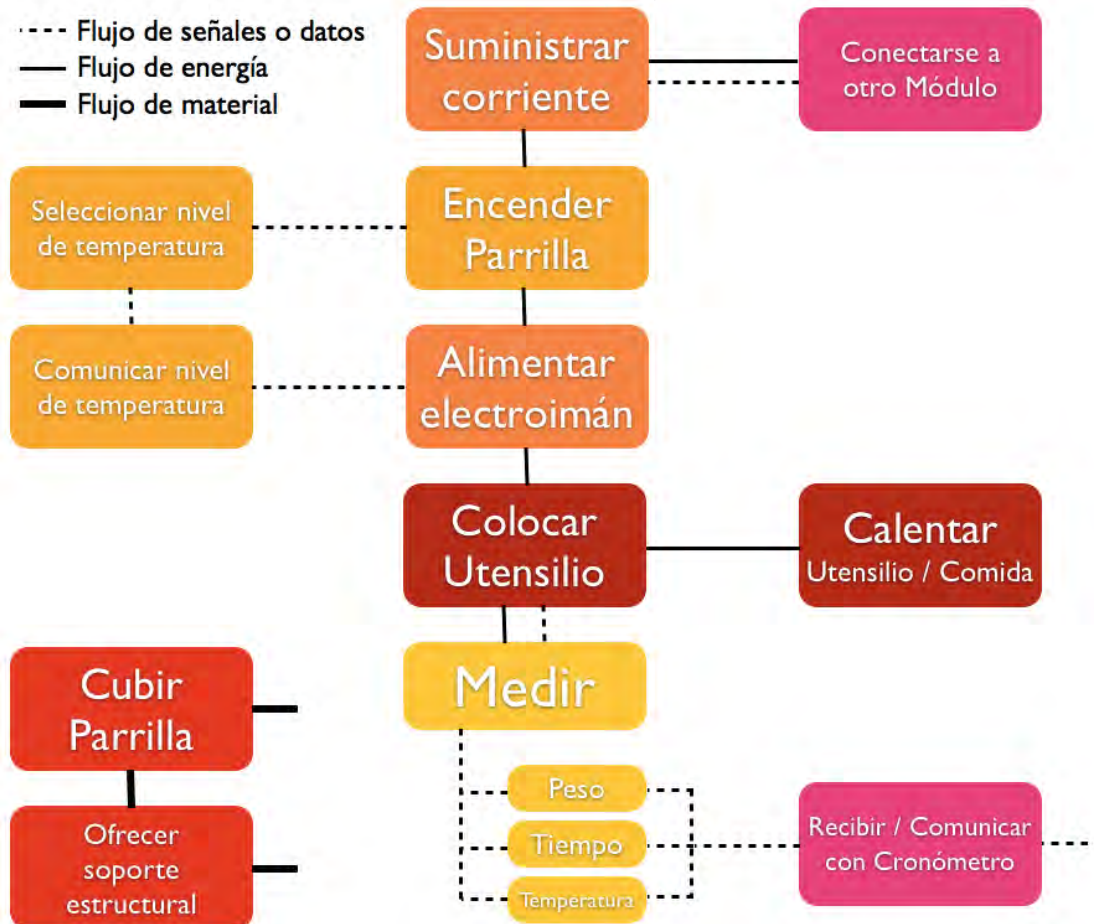 Flujo de señales o datos
Flujo de energía
Flujo de material
Suministrar
corriente
Conectarse a
otro Módulo
Seleccionar nivel
de temperatura
Encender
Parrilla
Comunicar nivel
de temperatura
Alimentar
electroimán
Colocar
Utensilio
Calentar
Utensilio / Comida
Cubir
Parrilla
Medir
Ofrecer
soporte
estructural
Peso
Tiempo
Temperatura
Recibir / Comunicar
con Cronómetro